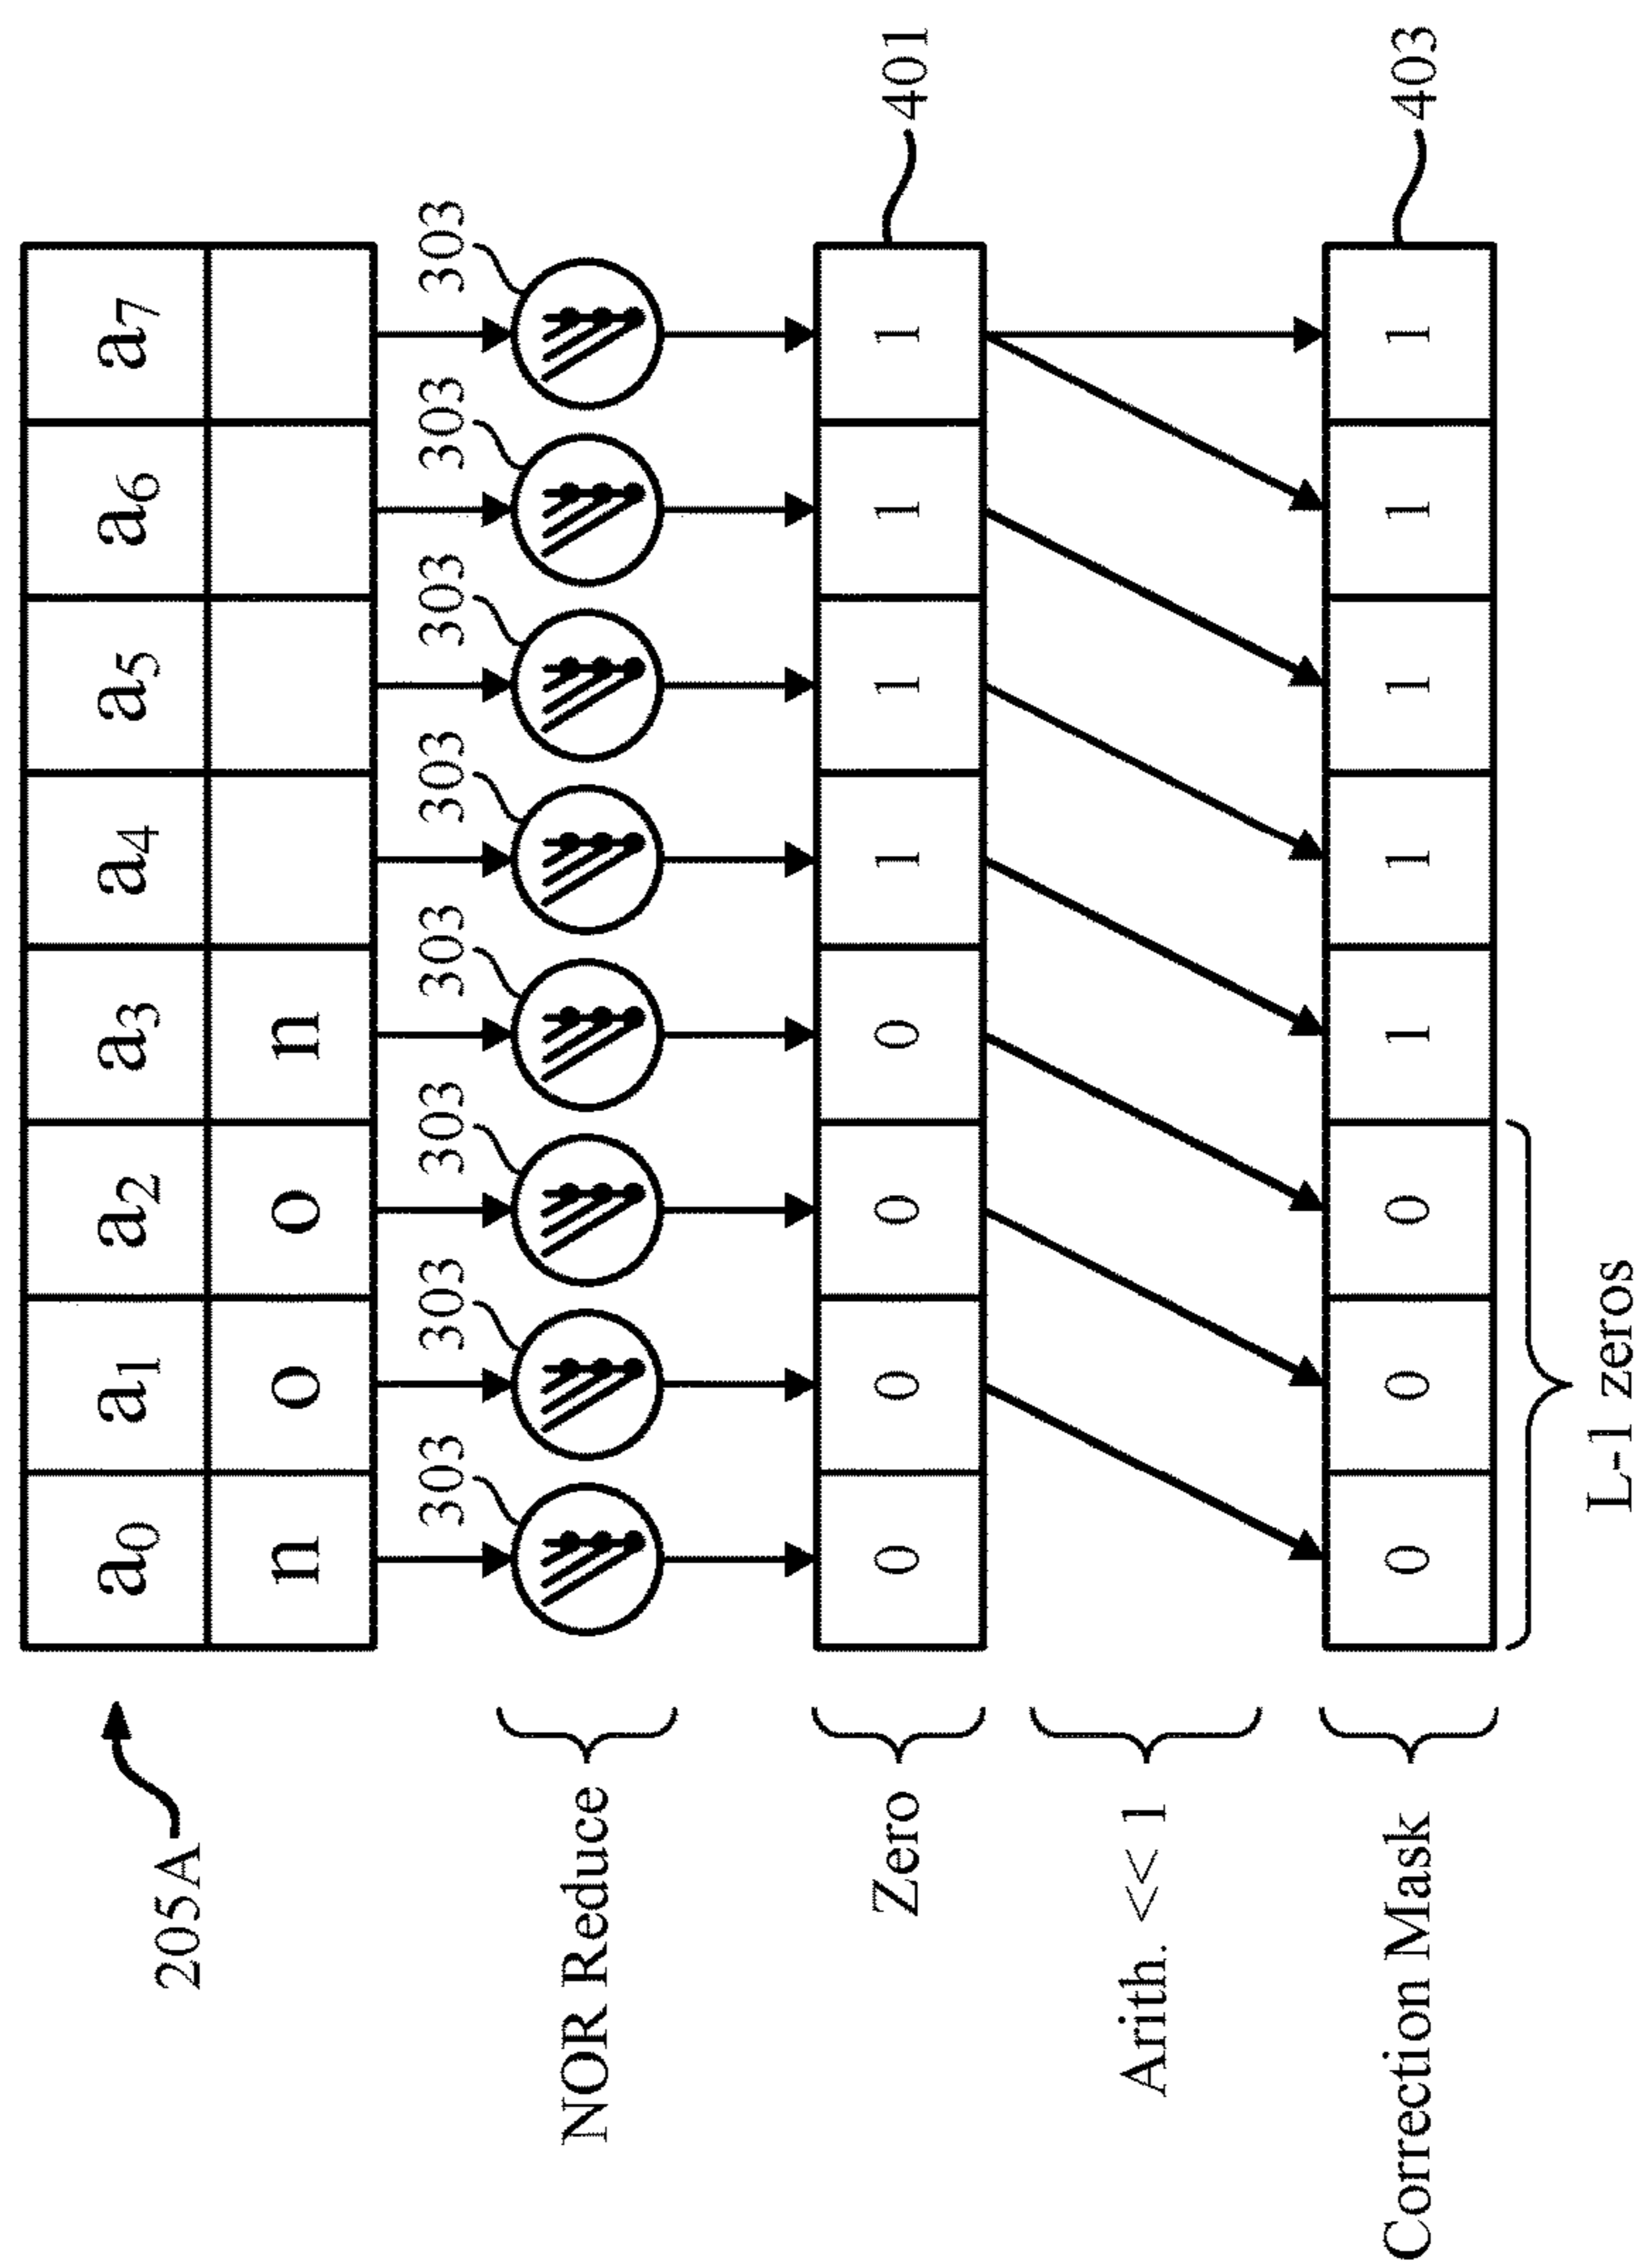 205A
a0 a1 a2 a3 a4 a5 a6 a7
n o o n
303 303 303 303 303 303 303 303
NOR Reduce
Zero 0 0 0 0 1 1 1 1 401
Arith. << 1
Correction Mask 0 0 0 1 1 1 1 1 403
L-1 zeros